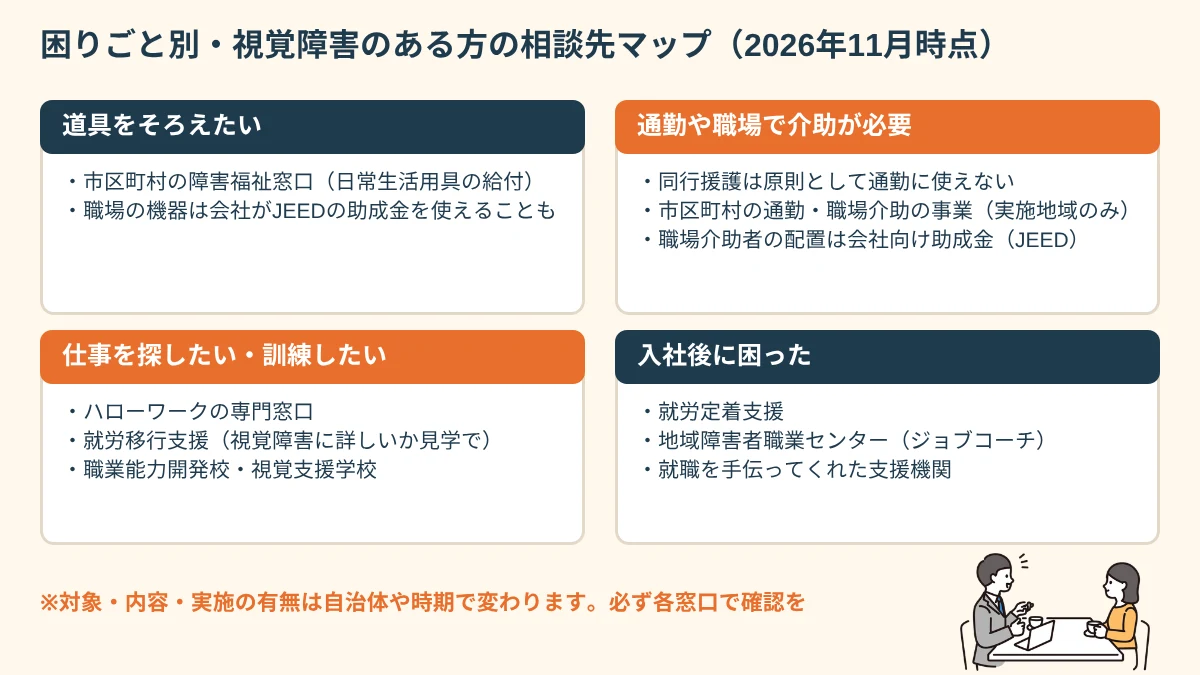 困りごと別・視覚障害のある方の相談先マップ（2026年11月時点）
道具をそろえたい
・市区町村の障害福祉窓口（日常生活用具の給付）
・職場の機器は会社がJEEDの助成金を使えることも
通勤や職場で介助が必要
・同行援護は原則として通勤に使えない
・市区町村の通勤・職場介助の事業（実施地域のみ）
・職場介助者の配置は会社向け助成金（JEED）
仕事を探したい・訓練したい
・ハローワークの専門窓口
・就労移行支援（視覚障害に詳しいか見学で）
・職業能力開発校・視覚支援学校
入社後に困った
・就労定着支援
・地域障害者職業センター（ジョブコーチ）
・就職を手伝ってくれた支援機関
※対象・内容・実施の有無は自治体や時期で変わります。必ず各窓口で確認を